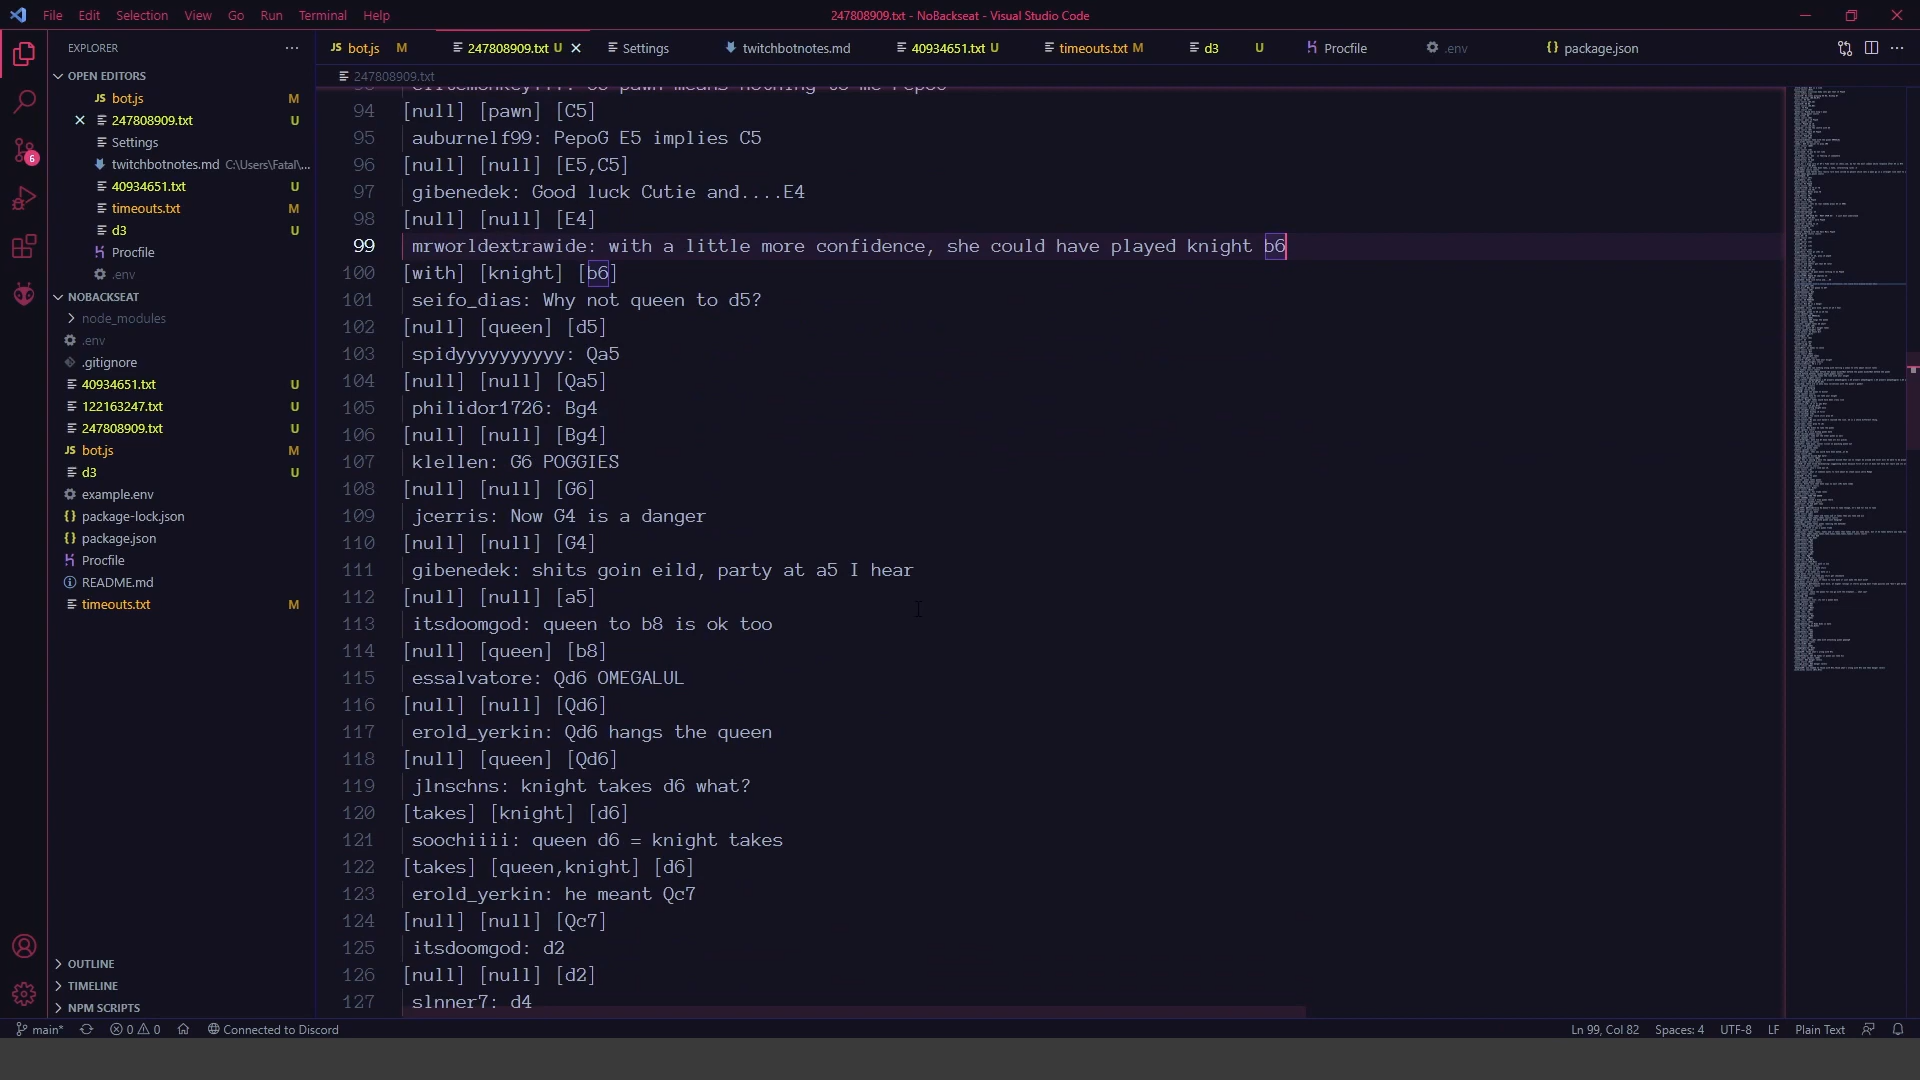 File Edit Selection View Go Run Terminal Help
247808909.txt - NoBackseat - Visual Studio Code
EXPLORER
OPEN EDITORS
JS bot.js M
247808909.txt U
Settings
twitchbotnotes.md C:\Users\Fatal\...
40934651.txt U
timeouts.txt M
d3 U
Procfile
.env
NOBACKSEAT
node_modules
.env
.gitignore
40934651.txt U
122163247.txt U
247808909.txt U
JS bot.js M
d3 U
example.env
{} package-lock.json
{} package.json
Procfile
README.md
timeouts.txt M
OUTLINE
TIMELINE
NPM SCRIPTS
6
JS bot.js M 247808909.txt U Settings twitchbotnotes.md 40934651.txt U timeouts.txt M d3 U Procfile .env {} package.json
247808909.txt
94 [null] [pawn] [C5]
95 auburnelf99: PepoG E5 implies C5
96 [null] [null] [E5,C5]
97 gibenedek: Good luck Cutie and....E4
98 [null] [null] [E4]
99 mrworldextrawide: with a little more confidence, she could have played knight b6
100 [with] [knight] [b6]
101 seifo_dias: Why not queen to d5?
102 [null] [queen] [d5]
103 spidyyyyyyyyyy: Qa5
104 [null] [null] [Qa5]
105 philidor1726: Bg4
106 [null] [null] [Bg4]
107 klellen: G6 POGGIES
108 [null] [null] [G6]
109 jcerris: Now G4 is a danger
110 [null] [null] [G4]
111 gibenedek: shits goin eild, party at a5 I hear
112 [null] [null] [a5]
113 itsdoomgod: queen to b8 is ok too
114 [null] [queen] [b8]
115 essalvatore: Qd6 OMEGALUL
116 [null] [null] [Qd6]
117 erold_yerkin: Qd6 hangs the queen
118 [null] [queen] [Qd6]
119 jlnschns: knight takes d6 what?
120 [takes] [knight] [d6]
121 soochiiii: queen d6 = knight takes
122 [takes] [queen,knight] [d6]
123 erold_yerkin: he meant Qc7
124 [null] [null] [Qc7]
125 itsdoomgod: d2
126 [null] [null] [d2]
127 slnner7: d4
main* 0 0 Connected to Discord Ln 99, Col 82 Spaces: 4 UTF-8 LF Plain Text